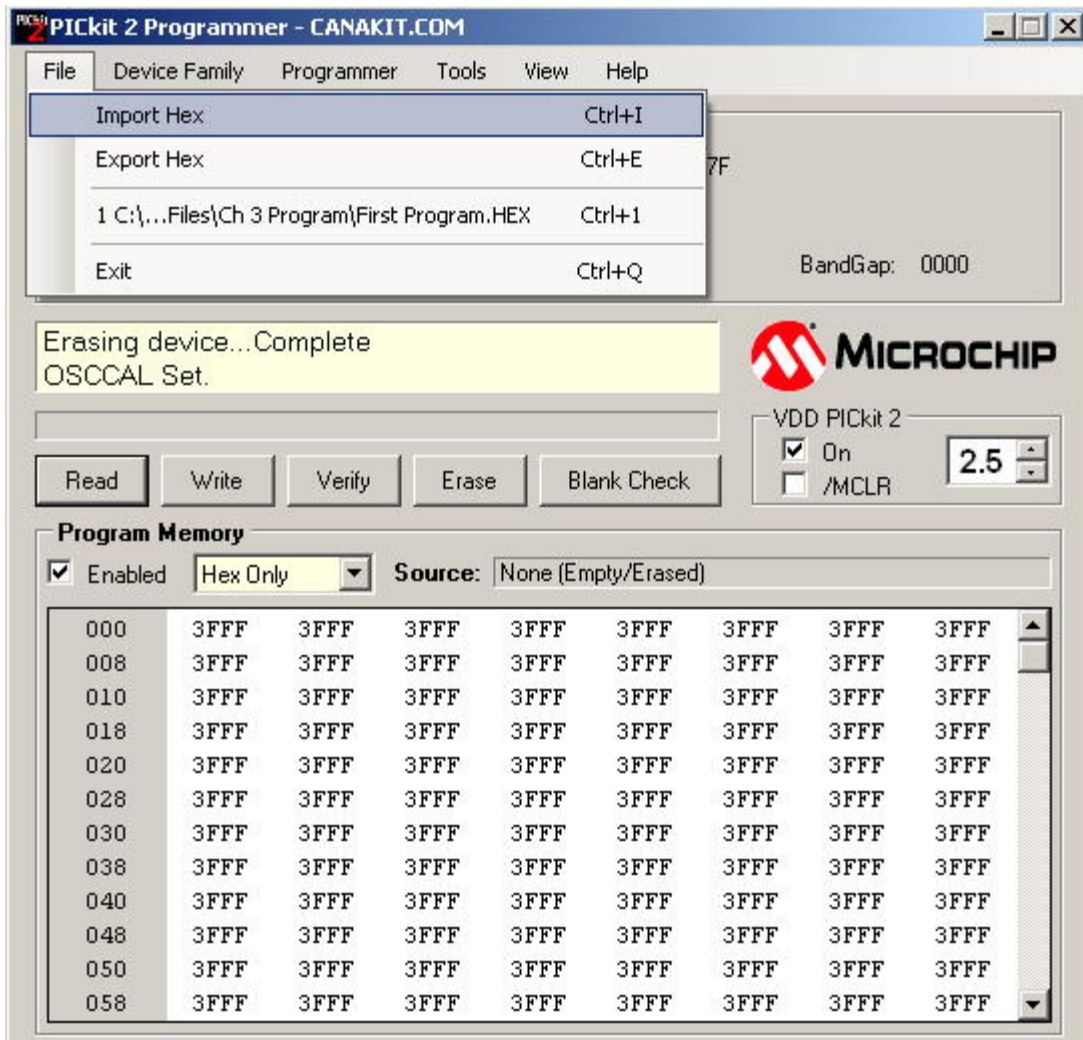 PICkit 2 Programmer - CANAKIT.COM
File Device Family Programmer Tools View Help
Import Hex Ctrl+I
Export Hex Ctrl+E
7F
1 C:\...Files\Ch 3 Program\First Program.HEX Ctrl+1
Exit Ctrl+Q
BandGap: 0000
Erasing device...Complete
OSCCAL Set.
MICROCHIP
VDD PICkit 2
On
2.5
/MCLR
Read Write Verify Erase Blank Check
Program Memory
Enabled Hex Only Source: None (Empty/Erased)
000 3FFF 3FFF 3FFF 3FFF 3FFF 3FFF 3FFF 3FFF
008 3FFF 3FFF 3FFF 3FFF 3FFF 3FFF 3FFF 3FFF
010 3FFF 3FFF 3FFF 3FFF 3FFF 3FFF 3FFF 3FFF
018 3FFF 3FFF 3FFF 3FFF 3FFF 3FFF 3FFF 3FFF
020 3FFF 3FFF 3FFF 3FFF 3FFF 3FFF 3FFF 3FFF
028 3FFF 3FFF 3FFF 3FFF 3FFF 3FFF 3FFF 3FFF
030 3FFF 3FFF 3FFF 3FFF 3FFF 3FFF 3FFF 3FFF
038 3FFF 3FFF 3FFF 3FFF 3FFF 3FFF 3FFF 3FFF
040 3FFF 3FFF 3FFF 3FFF 3FFF 3FFF 3FFF 3FFF
048 3FFF 3FFF 3FFF 3FFF 3FFF 3FFF 3FFF 3FFF
050 3FFF 3FFF 3FFF 3FFF 3FFF 3FFF 3FFF 3FFF
058 3FFF 3FFF 3FFF 3FFF 3FFF 3FFF 3FFF 3FFF